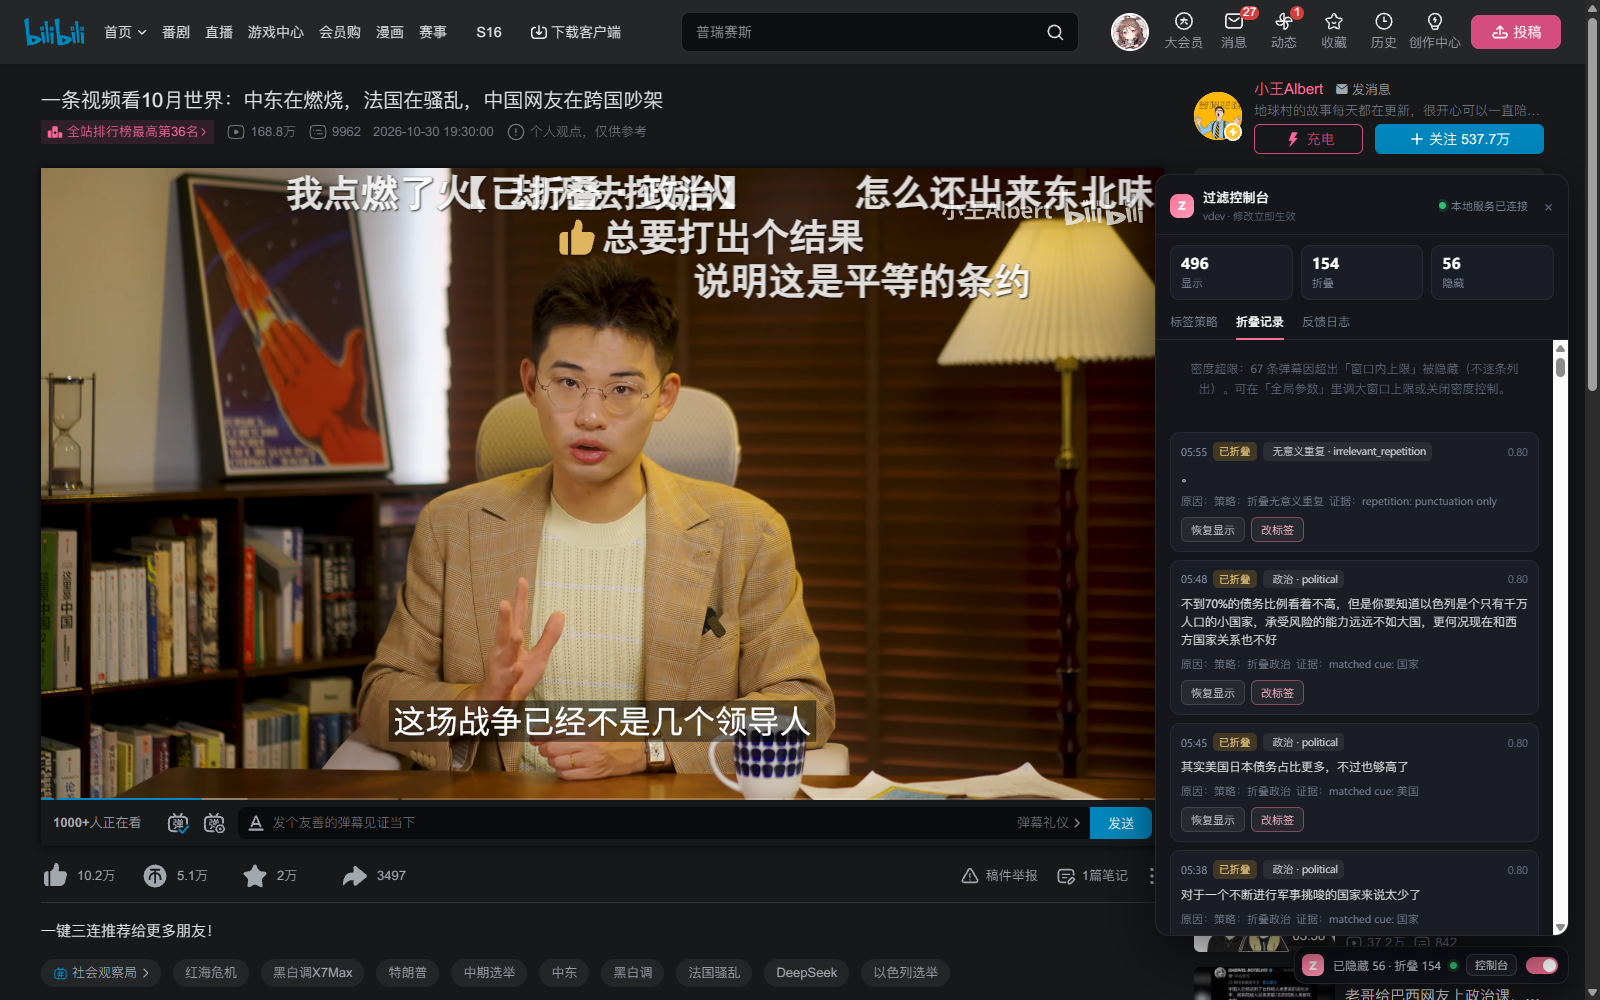 bilibili
首页
番剧
直播
游戏中心
会员购
漫画
赛事
S16
下载客户端
普瑞赛斯
大会员
27
消息
1
动态
收藏
历史
创作中心
投稿
一条视频看10月世界：中东在燃烧，法国在骚乱，中国网友在跨国吵架
全站排行榜最高第36名
168.8万
9962
2026-10-30 19:30:00
个人观点，仅供参考
小王Albert
发消息
地球村的故事每天都在更新，很开心可以一直陪…
充电
+ 关注 537.7万
怎么还出来东北味
小王Albert bilibili
👍总要打出个结果
说明这是平等的条约
这场战争已经不是几个领导人
1000+人正在看
发个友善的弹幕见证当下
弹幕礼仪
发送
10.2万
5.1万
2万
3497
稿件举报
1篇笔记
一键三连推荐给更多朋友！
社会观察局
红海危机
黑白调X7Max
特朗普
中期选举
中东
黑白调
法国骚乱
DeepSeek
以色列选举
Z
过滤控制台
vdev · 修改立即生效
本地服务已连接
×
496
显示
154
折叠
56
隐藏
标签策略
折叠记录
反馈日志
密度超限：67 条弹幕因超出「窗口内上限」被隐藏（不逐条列
出）。可在「全局参数」里调大窗口上限或关闭密度控制。
05:55
已折叠
无意义重复 · irrelevant_repetition
0.80
。
原因：策略：折叠无意义重复 证据：repetition: punctuation only
恢复显示
改标签
05:48
已折叠
政治 · political
0.80
不到70%的债务比例看着不高，但是你要知道以色列是个只有千万
人口的小国家，承受风险的能力远远不如大国，更何况现在和西
方国家关系也不好
原因：策略：折叠政治 证据：matched cue: 国家
恢复显示
改标签
05:45
已折叠
政治 · political
0.80
其实美国日本债务占比更多，不过也够高了
原因：策略：折叠政治 证据：matched cue: 美国
恢复显示
改标签
05:38
已折叠
政治 · political
0.80
对于一个不断进行军事挑唆的国家来说太少了
原因：策略：折叠政治 证据：matched cue: 国家
37.2万
842
Z
已隐藏 56 · 折叠 154
控制台
老哥给巴西网友上政治课，…